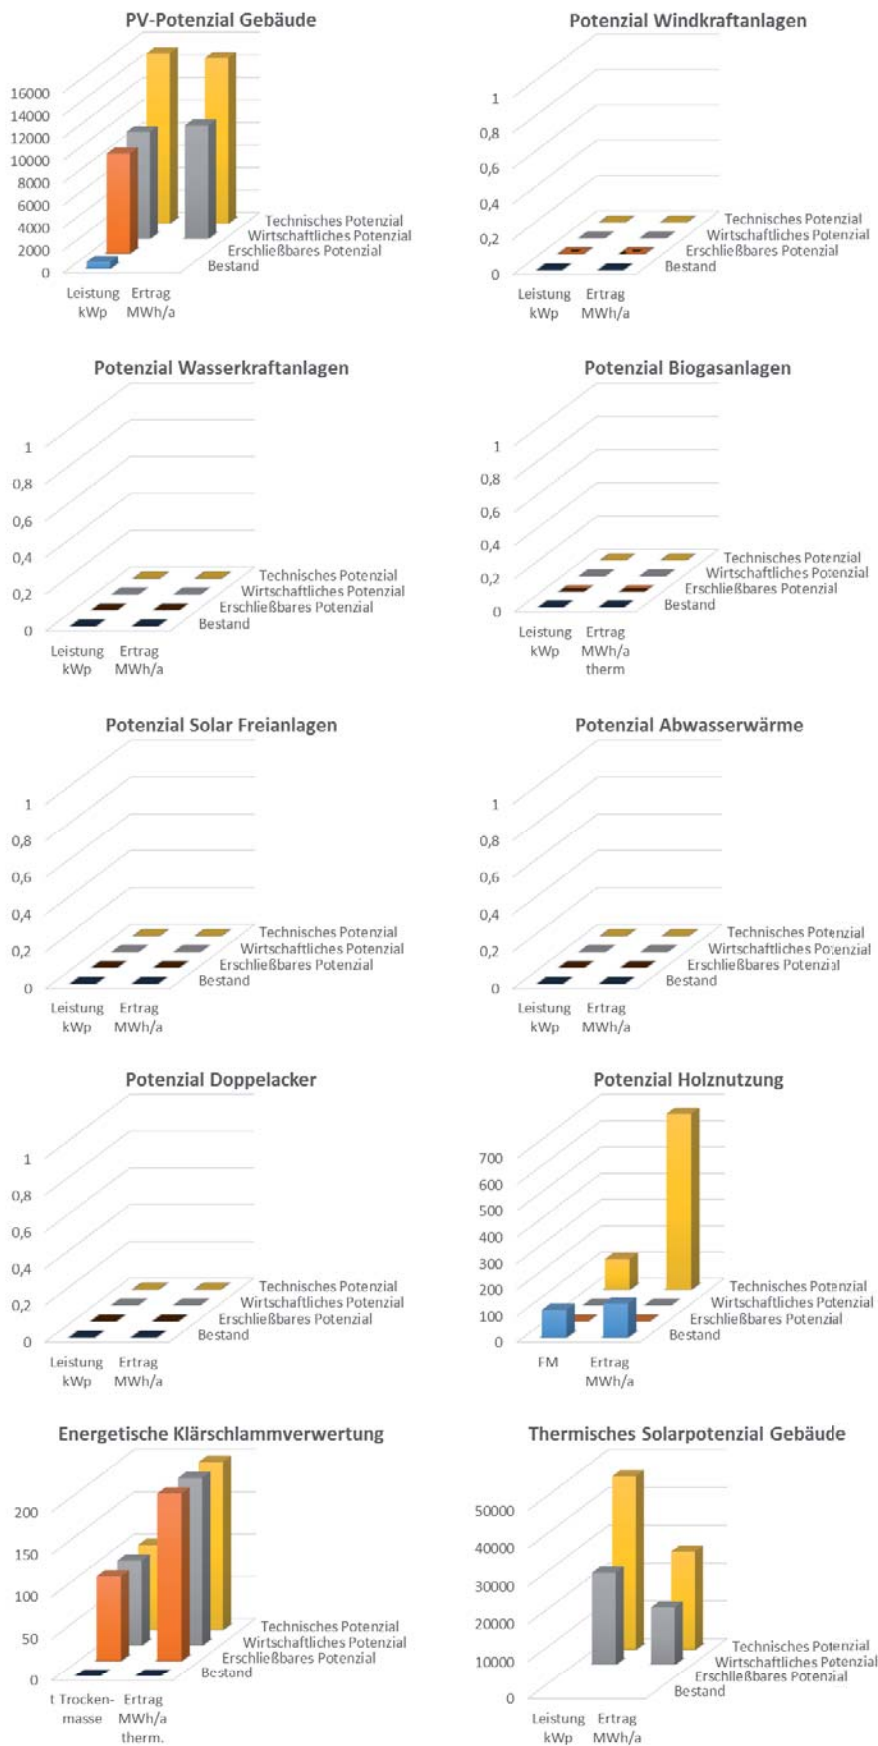 PV-Potenzial Gebäude
16000
14000
12000
10000
8000
6000
4000
2000
0
Technisches Potenzial
Wirtschaftliches Potenzial
Erschließbares Potenzial
Bestand
Leistung Ertrag
kWp MWh/a
Potenzial Windkraftanlagen
1
0,8
0,6
0,4
0,2
0
Technisches Potenzial
Wirtschaftliches Potenzial
Erschließbares Potenzial
Bestand
Leistung Ertrag
kWp MWh/a
Potenzial Wasserkraftanlagen
1
0,8
0,6
0,4
0,2
0
Technisches Potenzial
Wirtschaftliches Potenzial
Erschließbares Potenzial
Bestand
Leistung Ertrag
kWp MWh/a
Potenzial Biogasanlagen
1
0,8
0,6
0,4
0,2
0
Technisches Potenzial
Wirtschaftliches Potenzial
Erschließbares Potenzial
Bestand
Leistung Ertrag
kWp MWh/a
therm
Potenzial Solar Freianlagen
1
0,8
0,6
0,4
0,2
0
Technisches Potenzial
Wirtschaftliches Potenzial
Erschließbares Potenzial
Bestand
Leistung Ertrag
kWp MWh/a
Potenzial Abwasserwärme
1
0,8
0,6
0,4
0,2
0
Technisches Potenzial
Wirtschaftliches Potenzial
Erschließbares Potenzial
Bestand
Leistung Ertrag
kWp MWh/a
Potenzial Doppelacker
1
0,8
0,6
0,4
0,2
0
Technisches Potenzial
Wirtschaftliches Potenzial
Erschließbares Potenzial
Bestand
Leistung Ertrag
kWp MWh/a
Potenzial Holznutzung
700
600
500
400
300
200
100
0
Technisches Potenzial
Wirtschaftliches Potenzial
Erschließbares Potenzial
Bestand
FM Ertrag
MWh/a
Energetische Klärschlammverwertung
200
150
100
50
0
Technisches Potenzial
Wirtschaftliches Potenzial
Erschließbares Potenzial
Bestand
t Trocken- Ertrag
masse MWh/a
therm.
Thermisches Solarpotenzial Gebäude
50000
40000
30000
20000
10000
0
Technisches Potenzial
Wirtschaftliches Potenzial
Erschließbares Potenzial
Bestand
Leistung Ertrag
kWp MWh/a